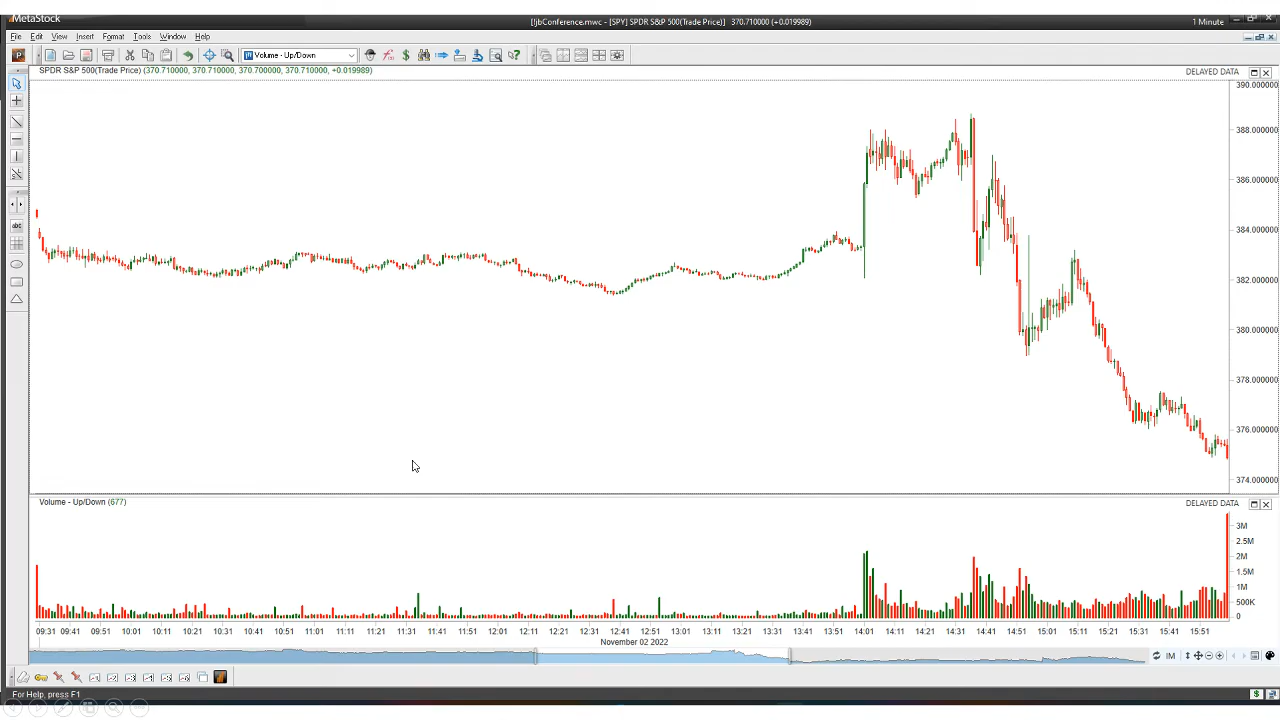 MetaStock
[!jbConference.mwc - [SPY] SPDR S&P 500(Trade Price)] 370.710000 (+0.019989)
1 Minute
File Edit View Insert Format Tools Window Help
Volume - Up/Down
SPDR S&P 500(Trade Price) (370.710000, 370.710000, 370.700000, 370.710000, +0.019989)
DELAYED DATA
390.000000
388.000000
386.000000
384.000000
382.000000
380.000000
378.000000
376.000000
374.000000
abc
Volume - Up/Down (677)
DELAYED DATA
3M
2.5M
2M
1.5M
1M
500K
0
09:31 09:41 09:51 10:01 10:11 10:21 10:31 10:41 10:51 11:01 11:11 11:21 11:31 11:41 11:51 12:01 12:11 12:21 12:31 12:41 12:51 13:01 13:11 13:21 13:31 13:41 13:51 14:01 14:11 14:21 14:31 14:41 14:51 15:01 15:11 15:21 15:31 15:41 15:51
November 02 2022
IM
For Help, press F1